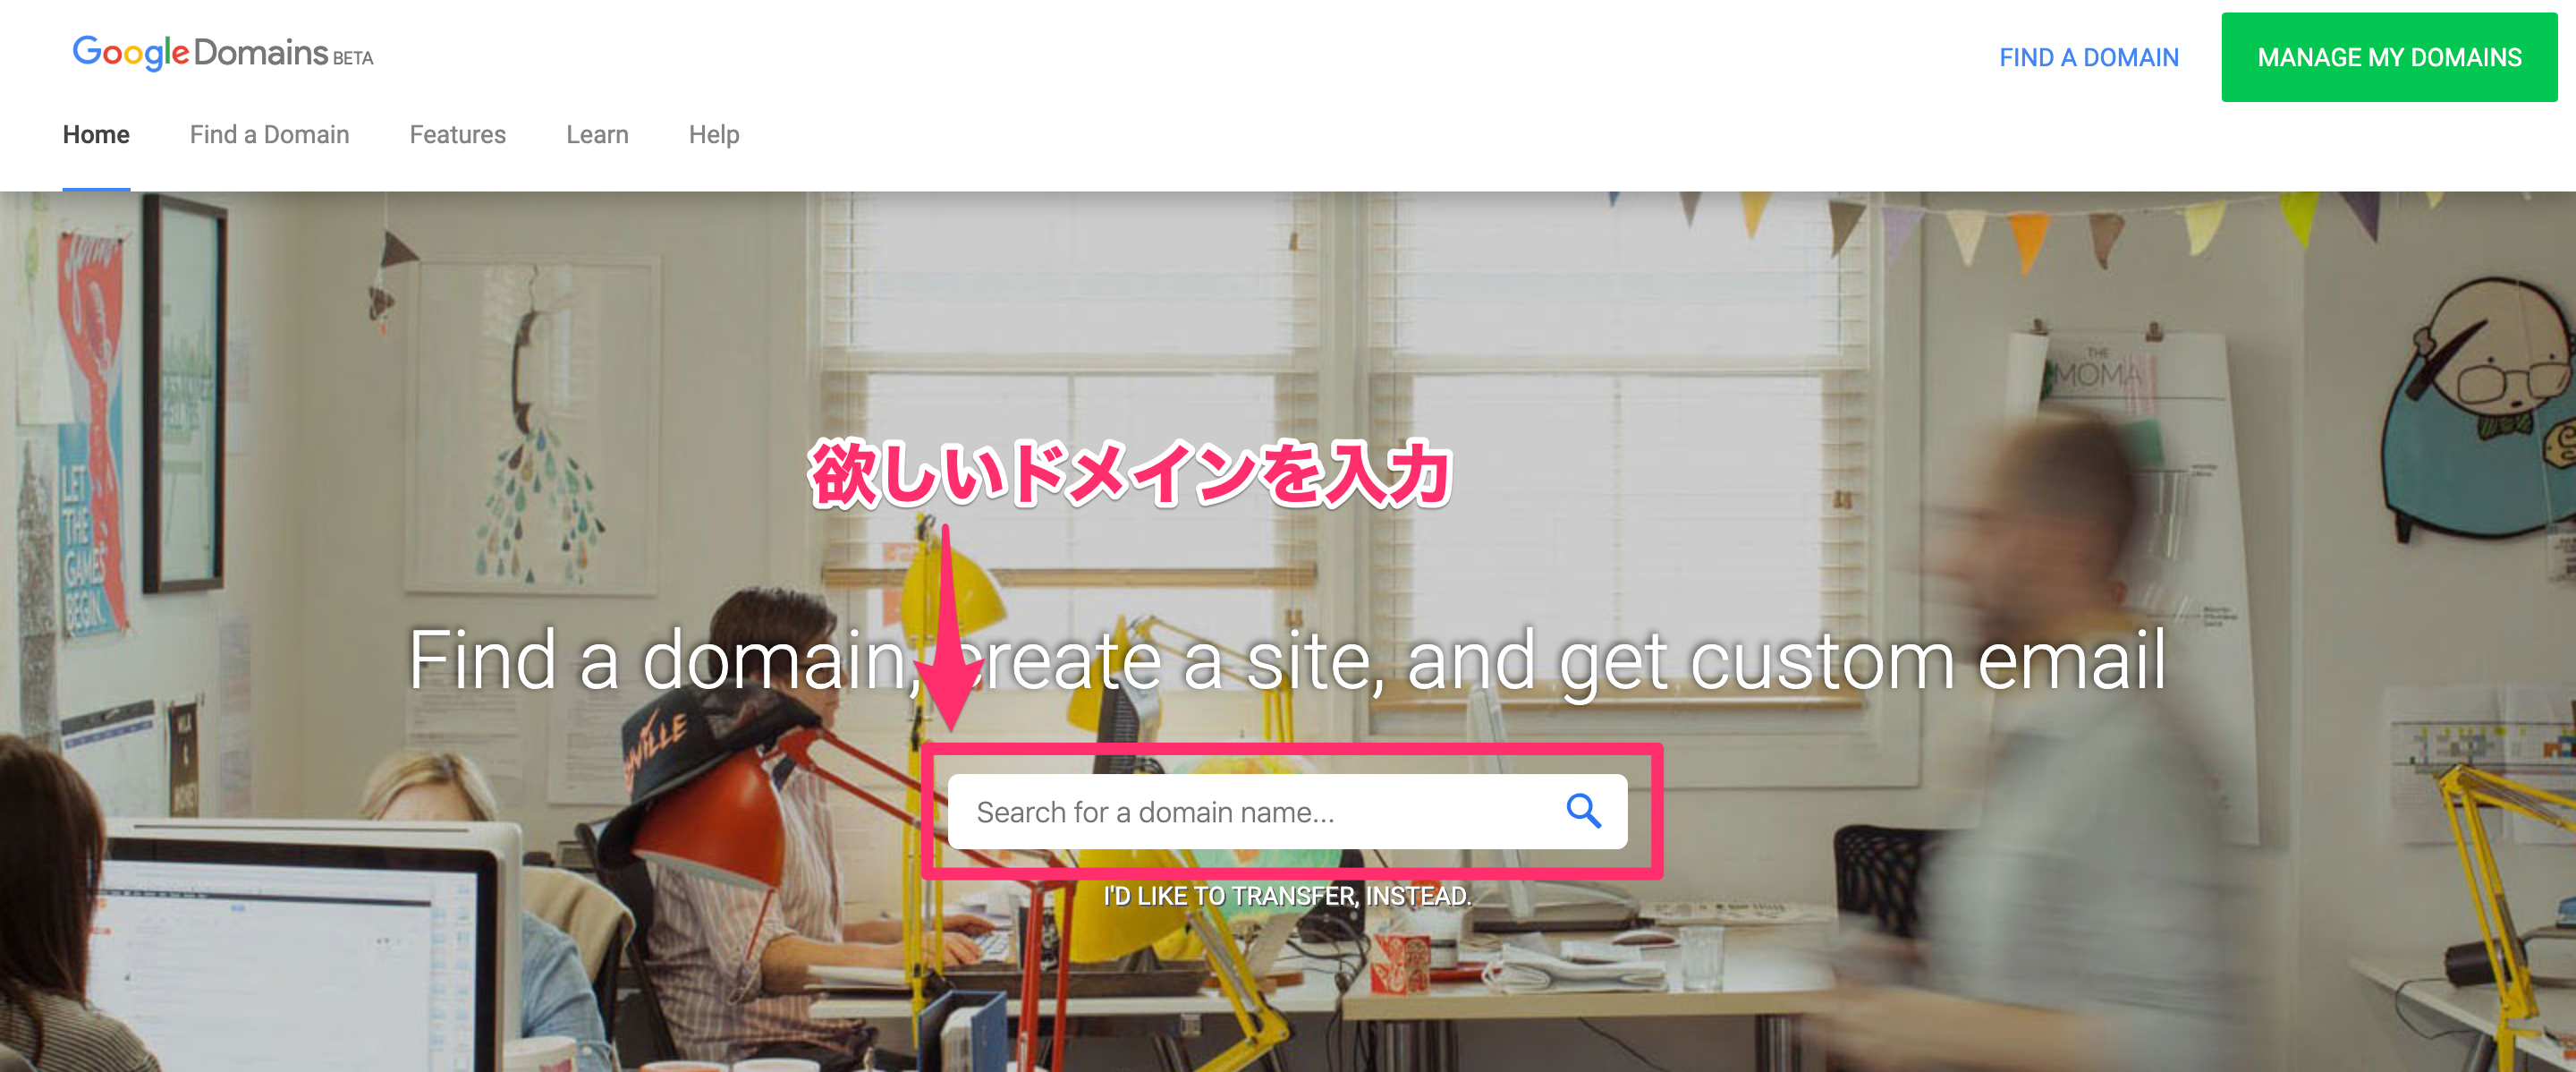 Google Domains BETA
FIND A DOMAIN
MANAGE MY DOMAINS
Home
Find a Domain
Features
Learn
Help
THE
MOMA
LET
THE
GAMES
BEGIN.
欲しいドメインを入力
Find a domain, create a site, and get custom email
Search for a domain name...
I'D LIKE TO TRANSFER, INSTEAD.